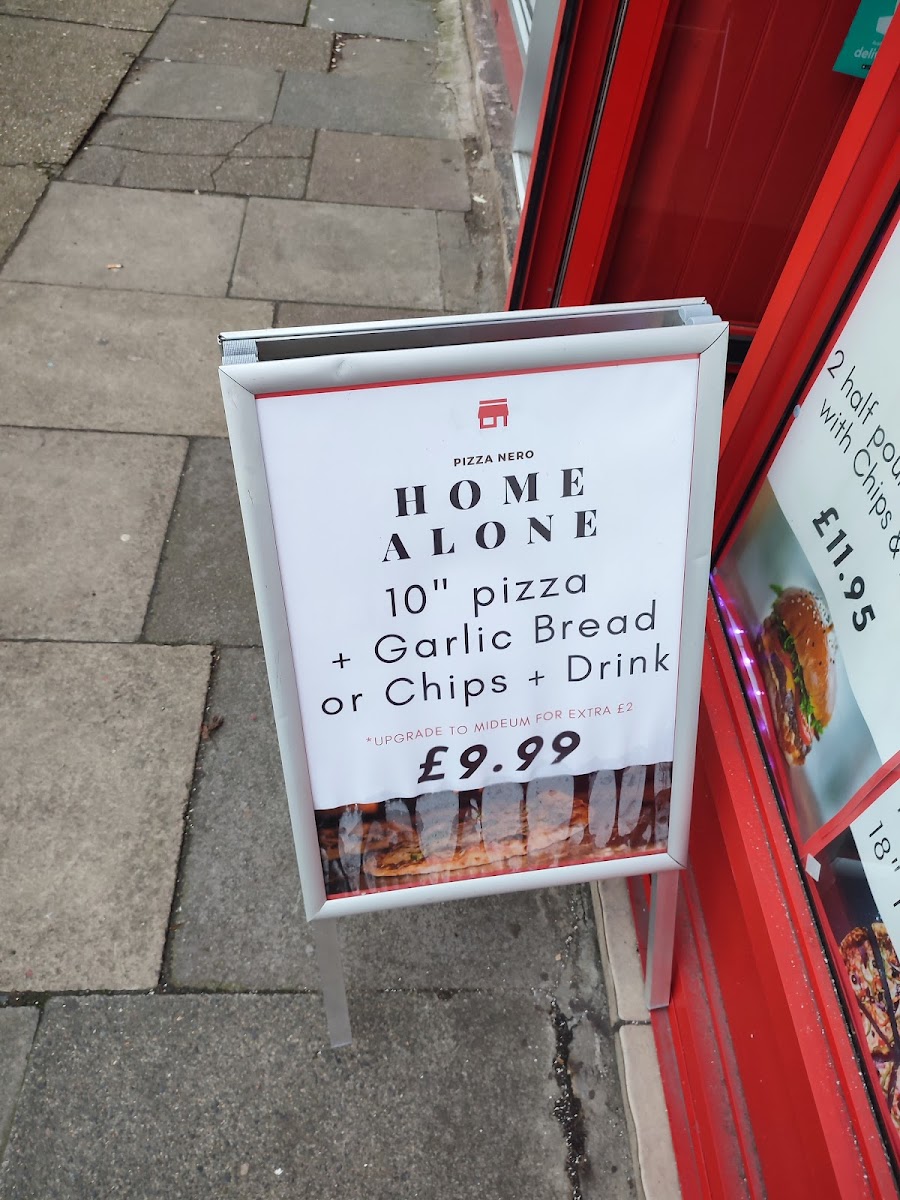 PIZZA NERO
HOME
ALONE
10" pizza
+ Garlic Bread
or Chips + Drink
*UPGRADE TO MIDEUM FOR EXTRA £2
£9.99
2 half
with Chips &
£11.95
18"